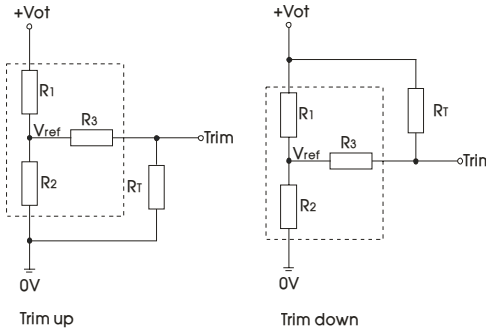 +Vot
R1
Vref
R3
Trim
R2
RT
0V
Trim up
+Vot
R1
RT
Vref
R3
Trim
R2
0V
Trim down